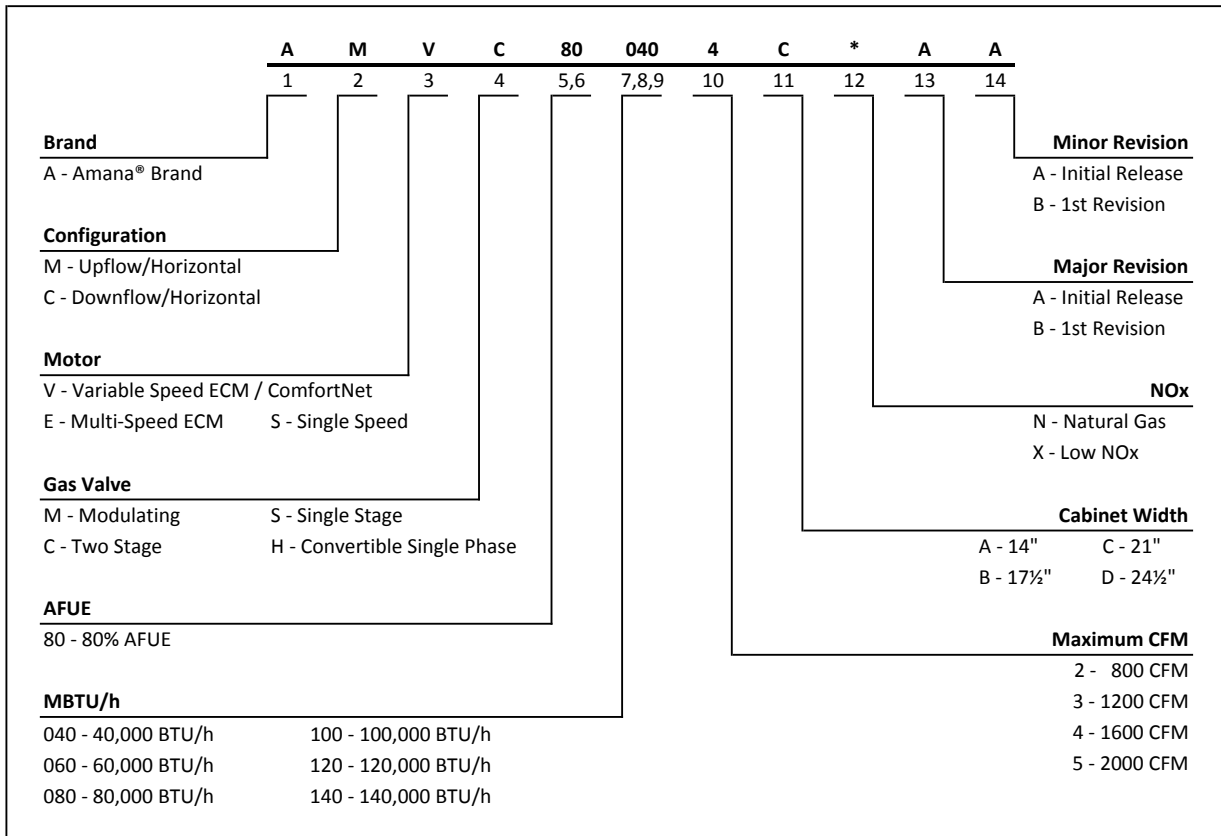 A M V C 80 040 4 C * A A
1 2 3 4 5,6 7,8,9 10 11 12 13 14
Brand
A - Amana® Brand
Configuration
M - Upflow/Horizontal
C - Downflow/Horizontal
Motor
V - Variable Speed ECM / ComfortNet
E - Multi-Speed ECM S - Single Speed
Gas Valve
M - Modulating S - Single Stage
C - Two Stage H - Convertible Single Phase
AFUE
80 - 80% AFUE
MBTU/h
040 - 40,000 BTU/h 100 - 100,000 BTU/h
060 - 60,000 BTU/h 120 - 120,000 BTU/h
080 - 80,000 BTU/h 140 - 140,000 BTU/h
Minor Revision
A - Initial Release
B - 1st Revision
Major Revision
A - Initial Release
B - 1st Revision
NOx
N - Natural Gas
X - Low NOx
Cabinet Width
A - 14" C - 21"
B - 17½" D - 24½"
Maximum CFM
2 - 800 CFM
3 - 1200 CFM
4 - 1600 CFM
5 - 2000 CFM